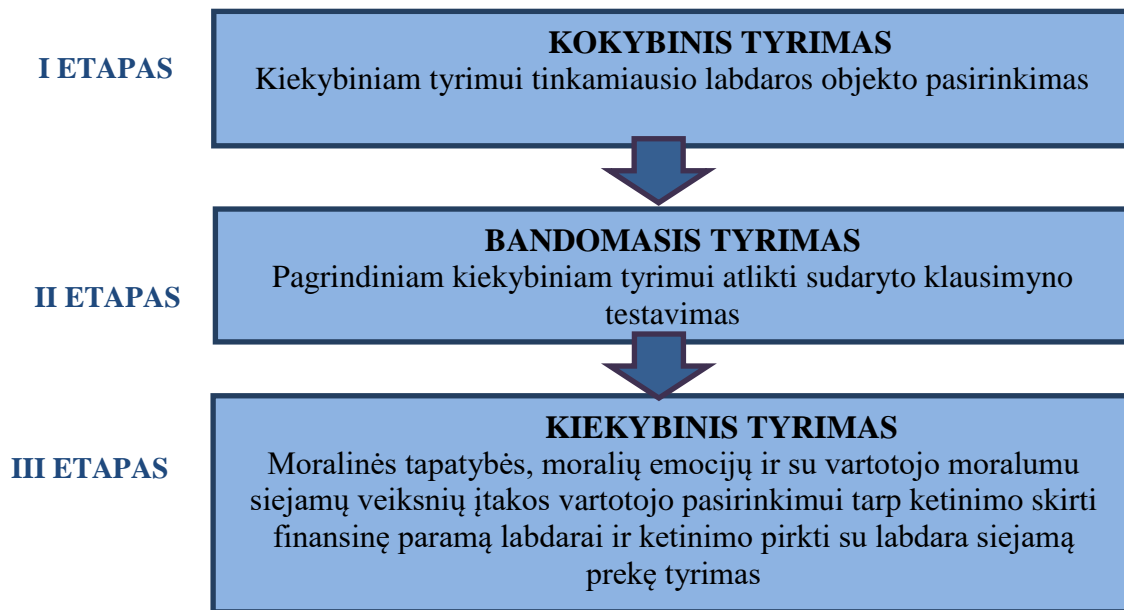 I ETAPAS
KOKYBINIS TYRIMAS
Kiekybiniam tyrimui tinkamiausio labdaros objekto pasirinkimas
II ETAPAS
BANDOMASIS TYRIMAS
Pagrindiniam kiekybiniam tyrimui atlikti sudaryto klausimyno
testavimas
III ETAPAS
KIEKYBINIS TYRIMAS
Moralinės tapatybės, moralių emocijų ir su vartotojo moralumu
siejamų veiksnių įtakos vartotojo pasirinkimui tarp ketinimo skirti
finansinę paramą labdarai ir ketinimo pirkti su labdara siejamą
prekę tyrimas